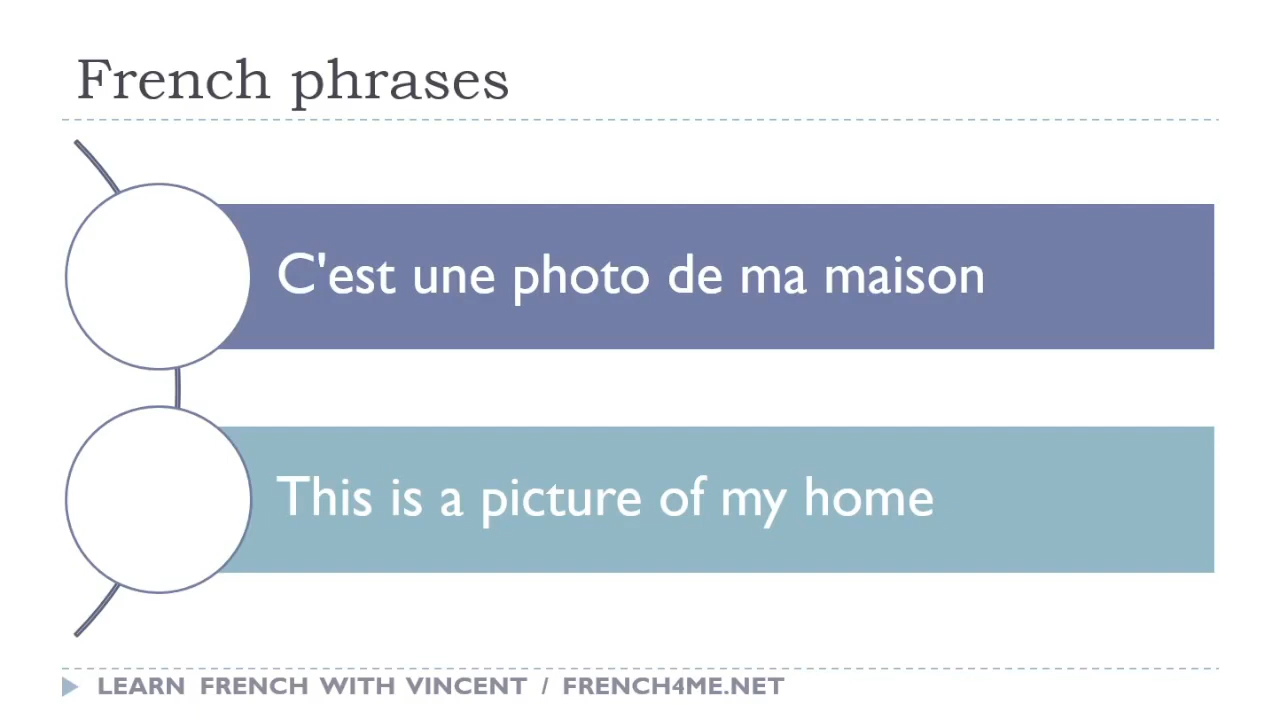 French phrases
C'est une photo de ma maison
This is a picture of my home
LEARN FRENCH WITH VINCENT / FRENCH4ME.NET